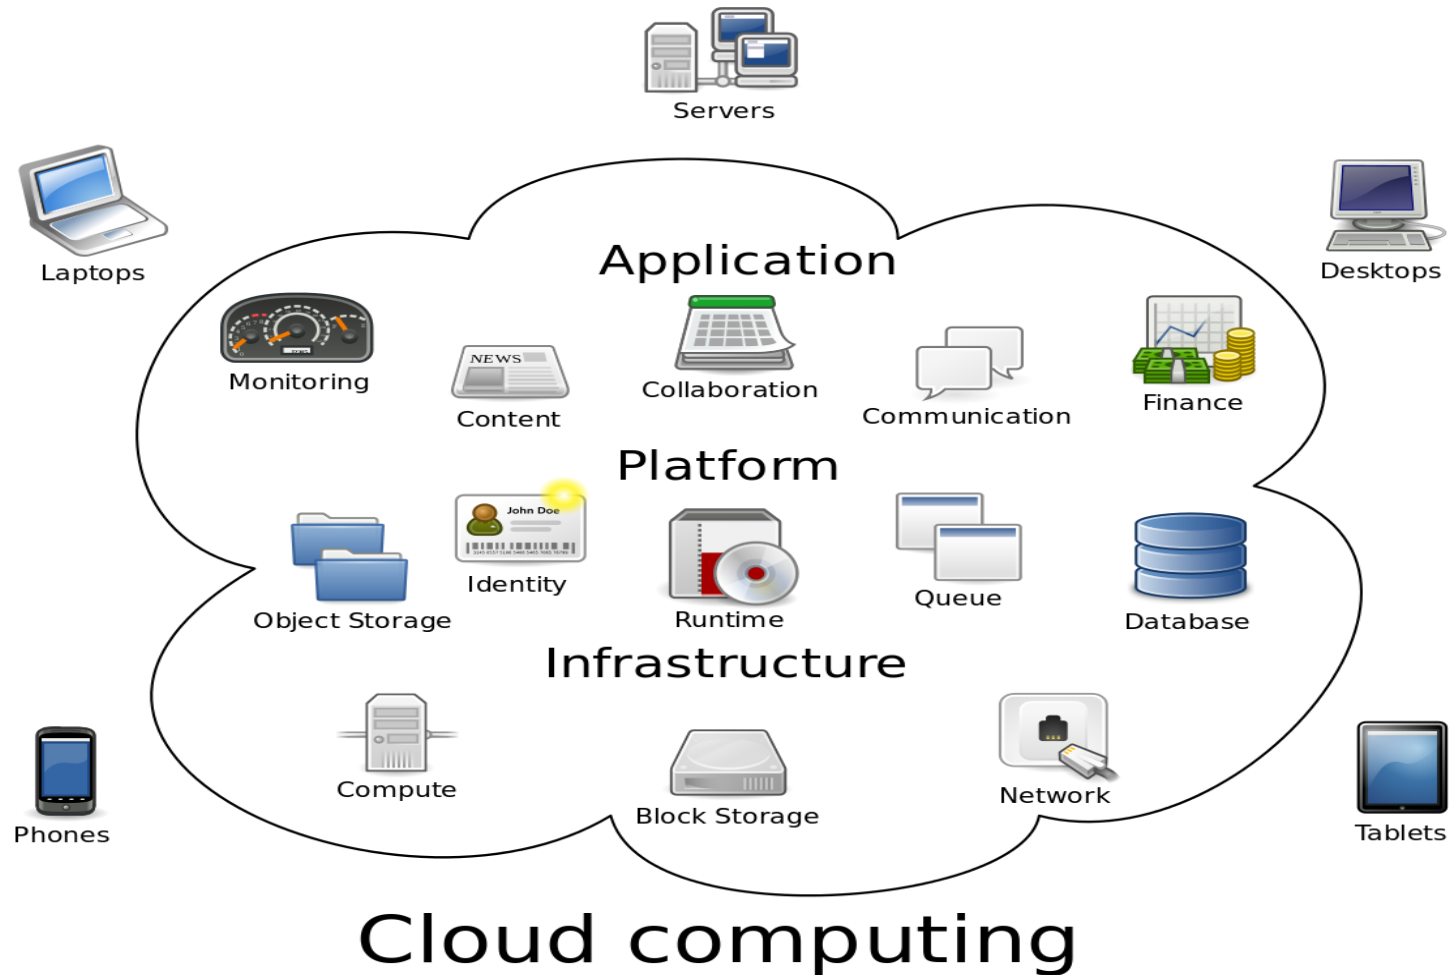 Servers
Laptops
Desktops
Application
Monitoring
NEWS
Content
Collaboration
Communication
Finance
Platform
Object Storage
John Doe
Identity
Runtime
Queue
Database
Infrastructure
Compute
Block Storage
Network
Phones
Tablets
Cloud computing